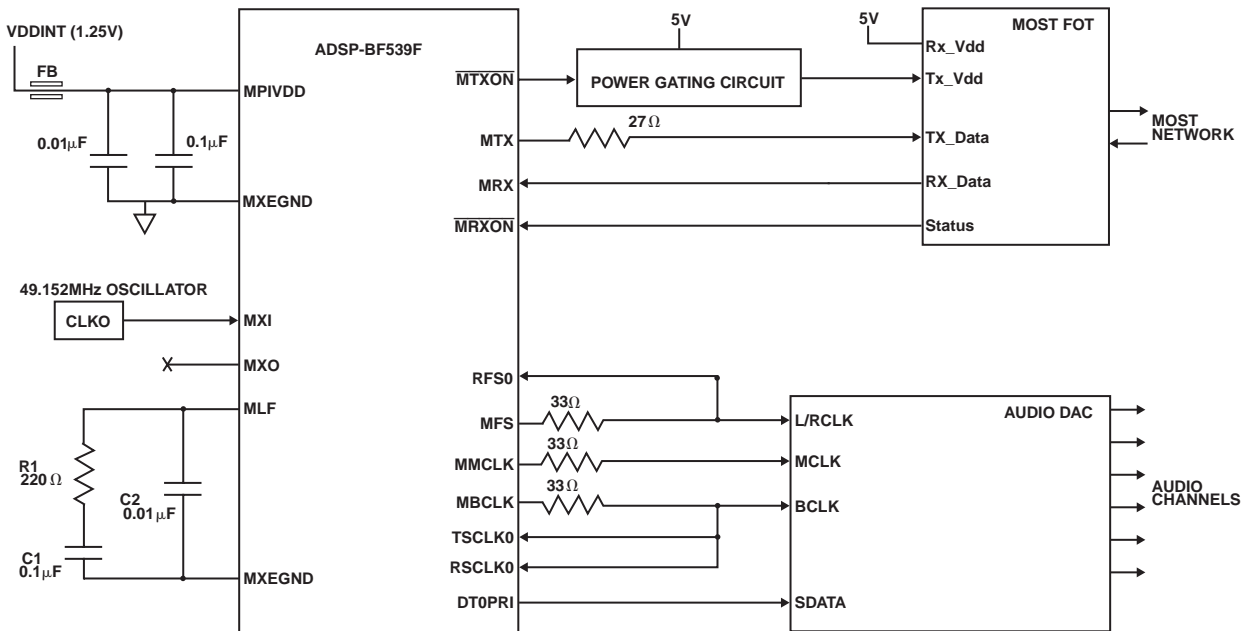 VDDINT (1.25V)
FB
0.01μF
0.1μF
49.152MHz OSCILLATOR
CLKO
R1
220Ω
C2
0.01μF
C1
0.1μF
ADSP-BF539F
MPIVDD
MXEGND
MXI
MXO
MLF
MXEGND
MTXON
MTX
MRX
MRXON
RFS0
MFS
MMCLK
MBCLK
TSCLK0
RSCLK0
DT0PRI
5V
POWER GATING CIRCUIT
27Ω
33Ω
33Ω
33Ω
5V
MOST FOT
Rx_Vdd
Tx_Vdd
TX_Data
RX_Data
Status
MOST
NETWORK
AUDIO DAC
L/RCLK
MCLK
BCLK
SDATA
AUDIO
CHANNELS